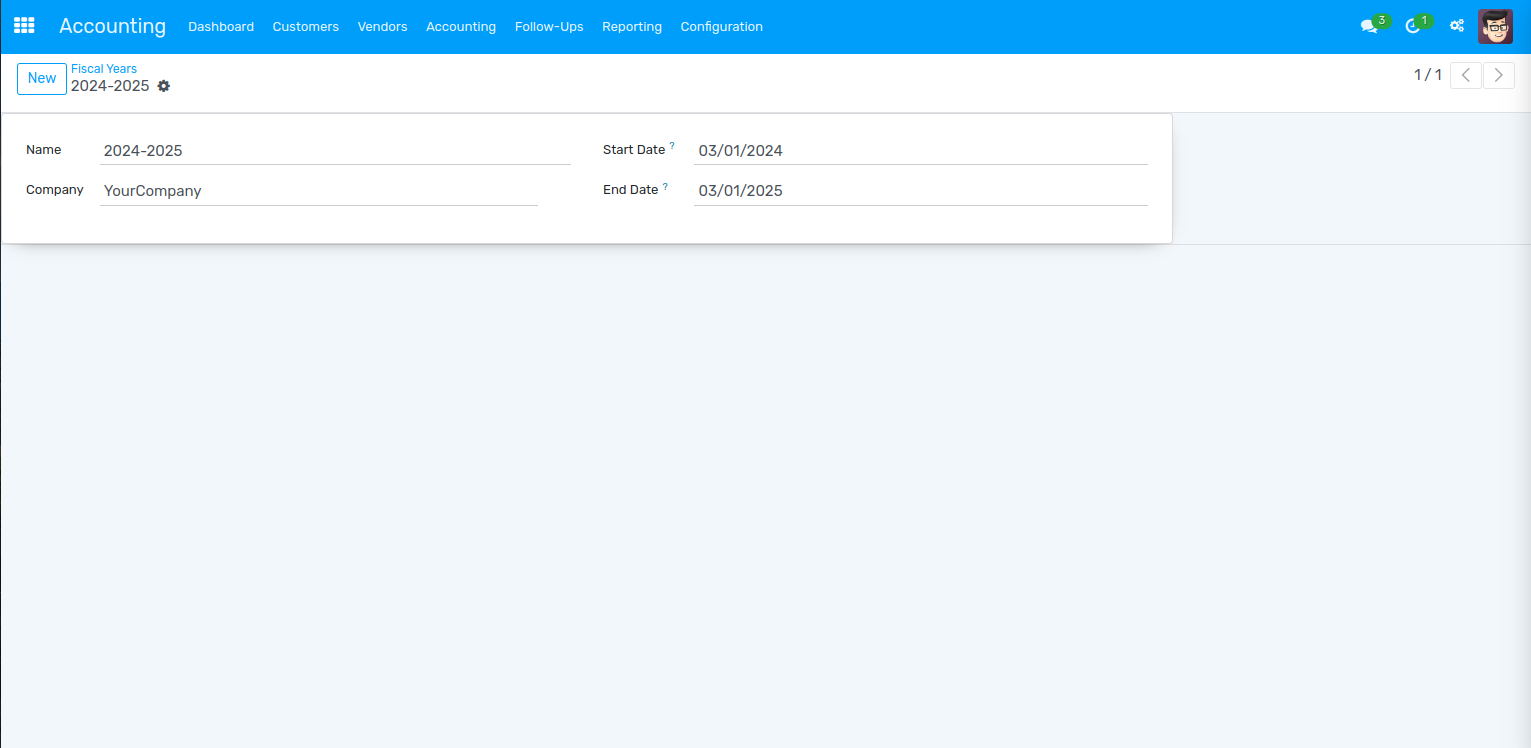 Accounting Dashboard Customers Vendors Accounting Follow-Ups Reporting Configuration 3 1
New Fiscal Years
2024-2025 1 / 1
Name 2024-2025 Start Date ? 03/01/2024
Company YourCompany End Date ? 03/01/2025